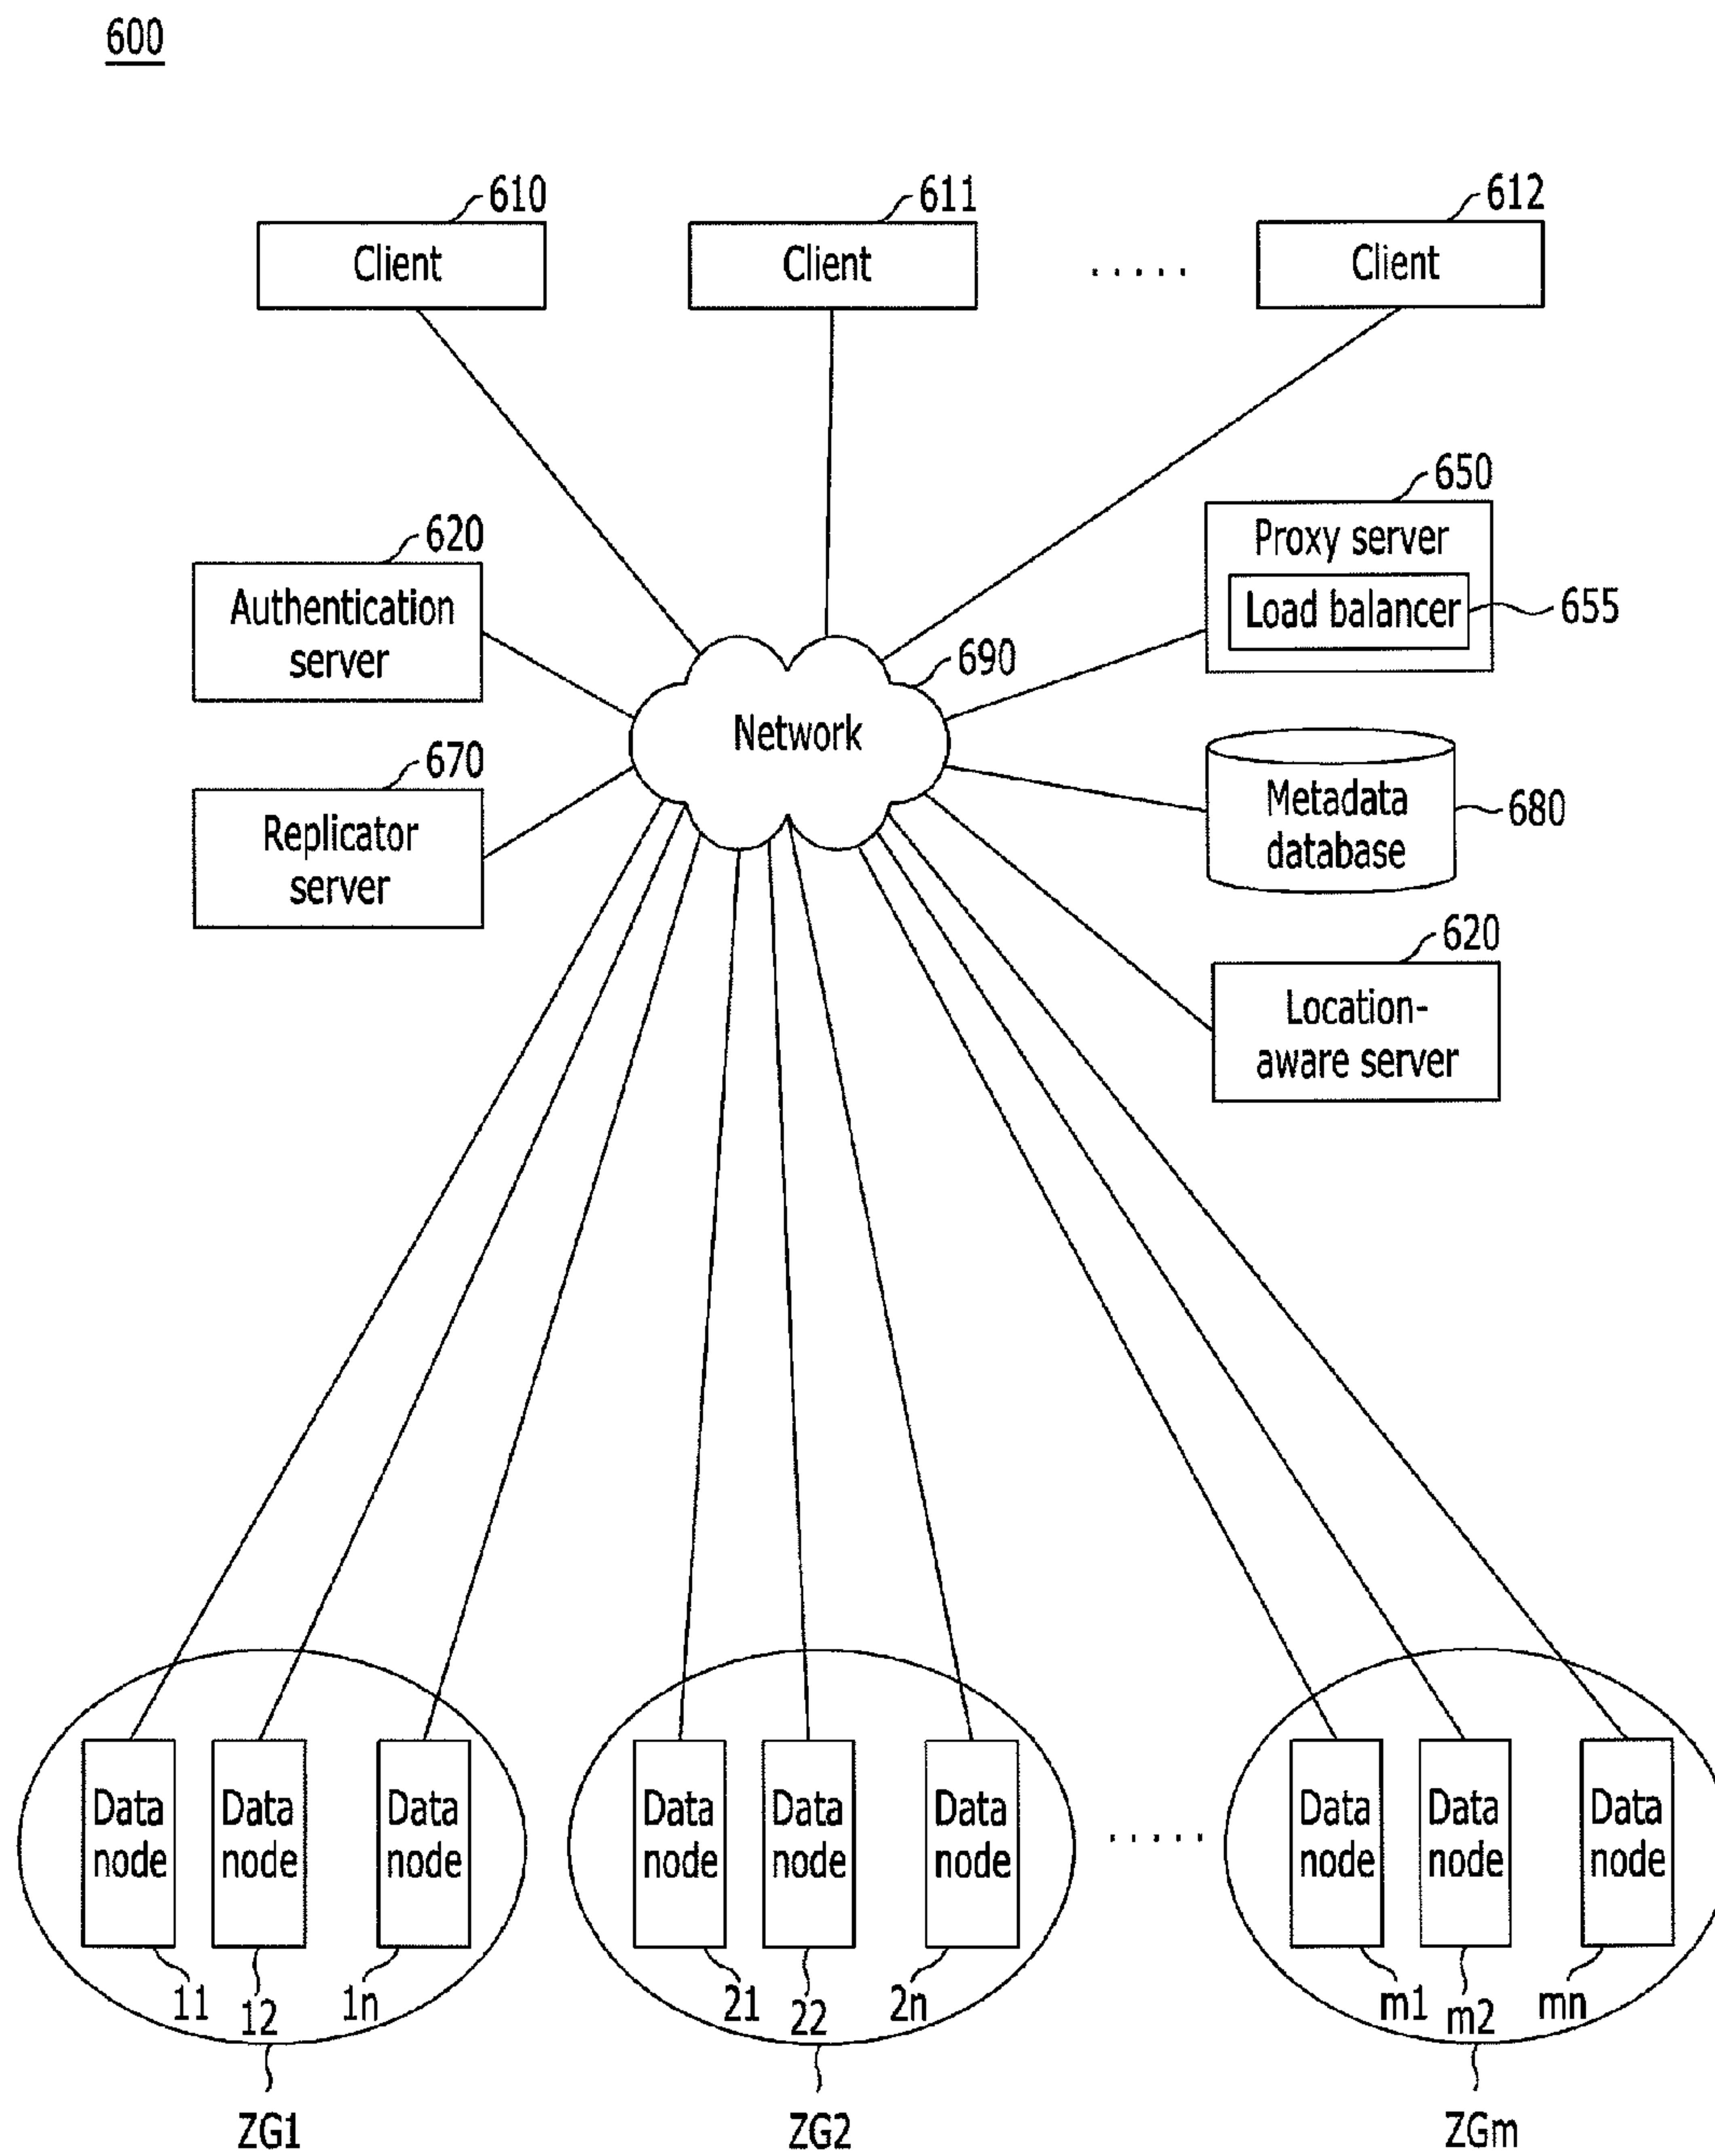 600
610
611
612
Client
Client
.....
Client
650
Proxy server
Load balancer
655
620
Authentication
server
690
Network
670
Replicator
server
Metadata
database
680
620
Location-
aware server
Data
node
Data
node
Data
node
Data
node
Data
node
Data
node
.....
Data
node
Data
node
Data
node
11
12
1n
21
22
2n
m1
m2
mn
ZG1
ZG2
ZGm